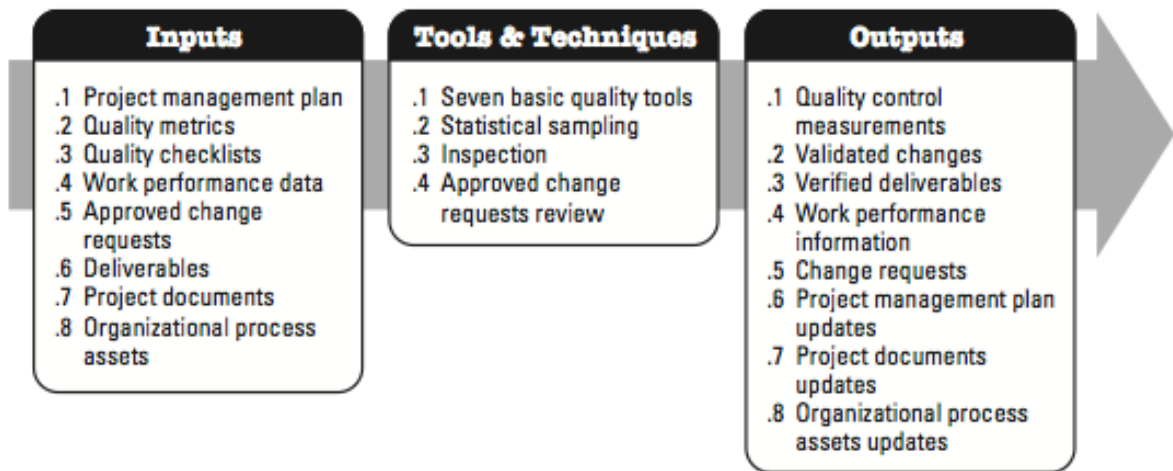 Inputs
.1 Project management plan
.2 Quality metrics
.3 Quality checklists
.4 Work performance data
.5 Approved change
requests
.6 Deliverables
.7 Project documents
.8 Organizational process
assets
Tools & Techniques
.1 Seven basic quality tools
.2 Statistical sampling
.3 Inspection
.4 Approved change
requests review
Outputs
.1 Quality control
measurements
.2 Validated changes
.3 Verified deliverables
.4 Work performance
information
.5 Change requests
.6 Project management plan
updates
.7 Project documents
updates
.8 Organizational process
assets updates